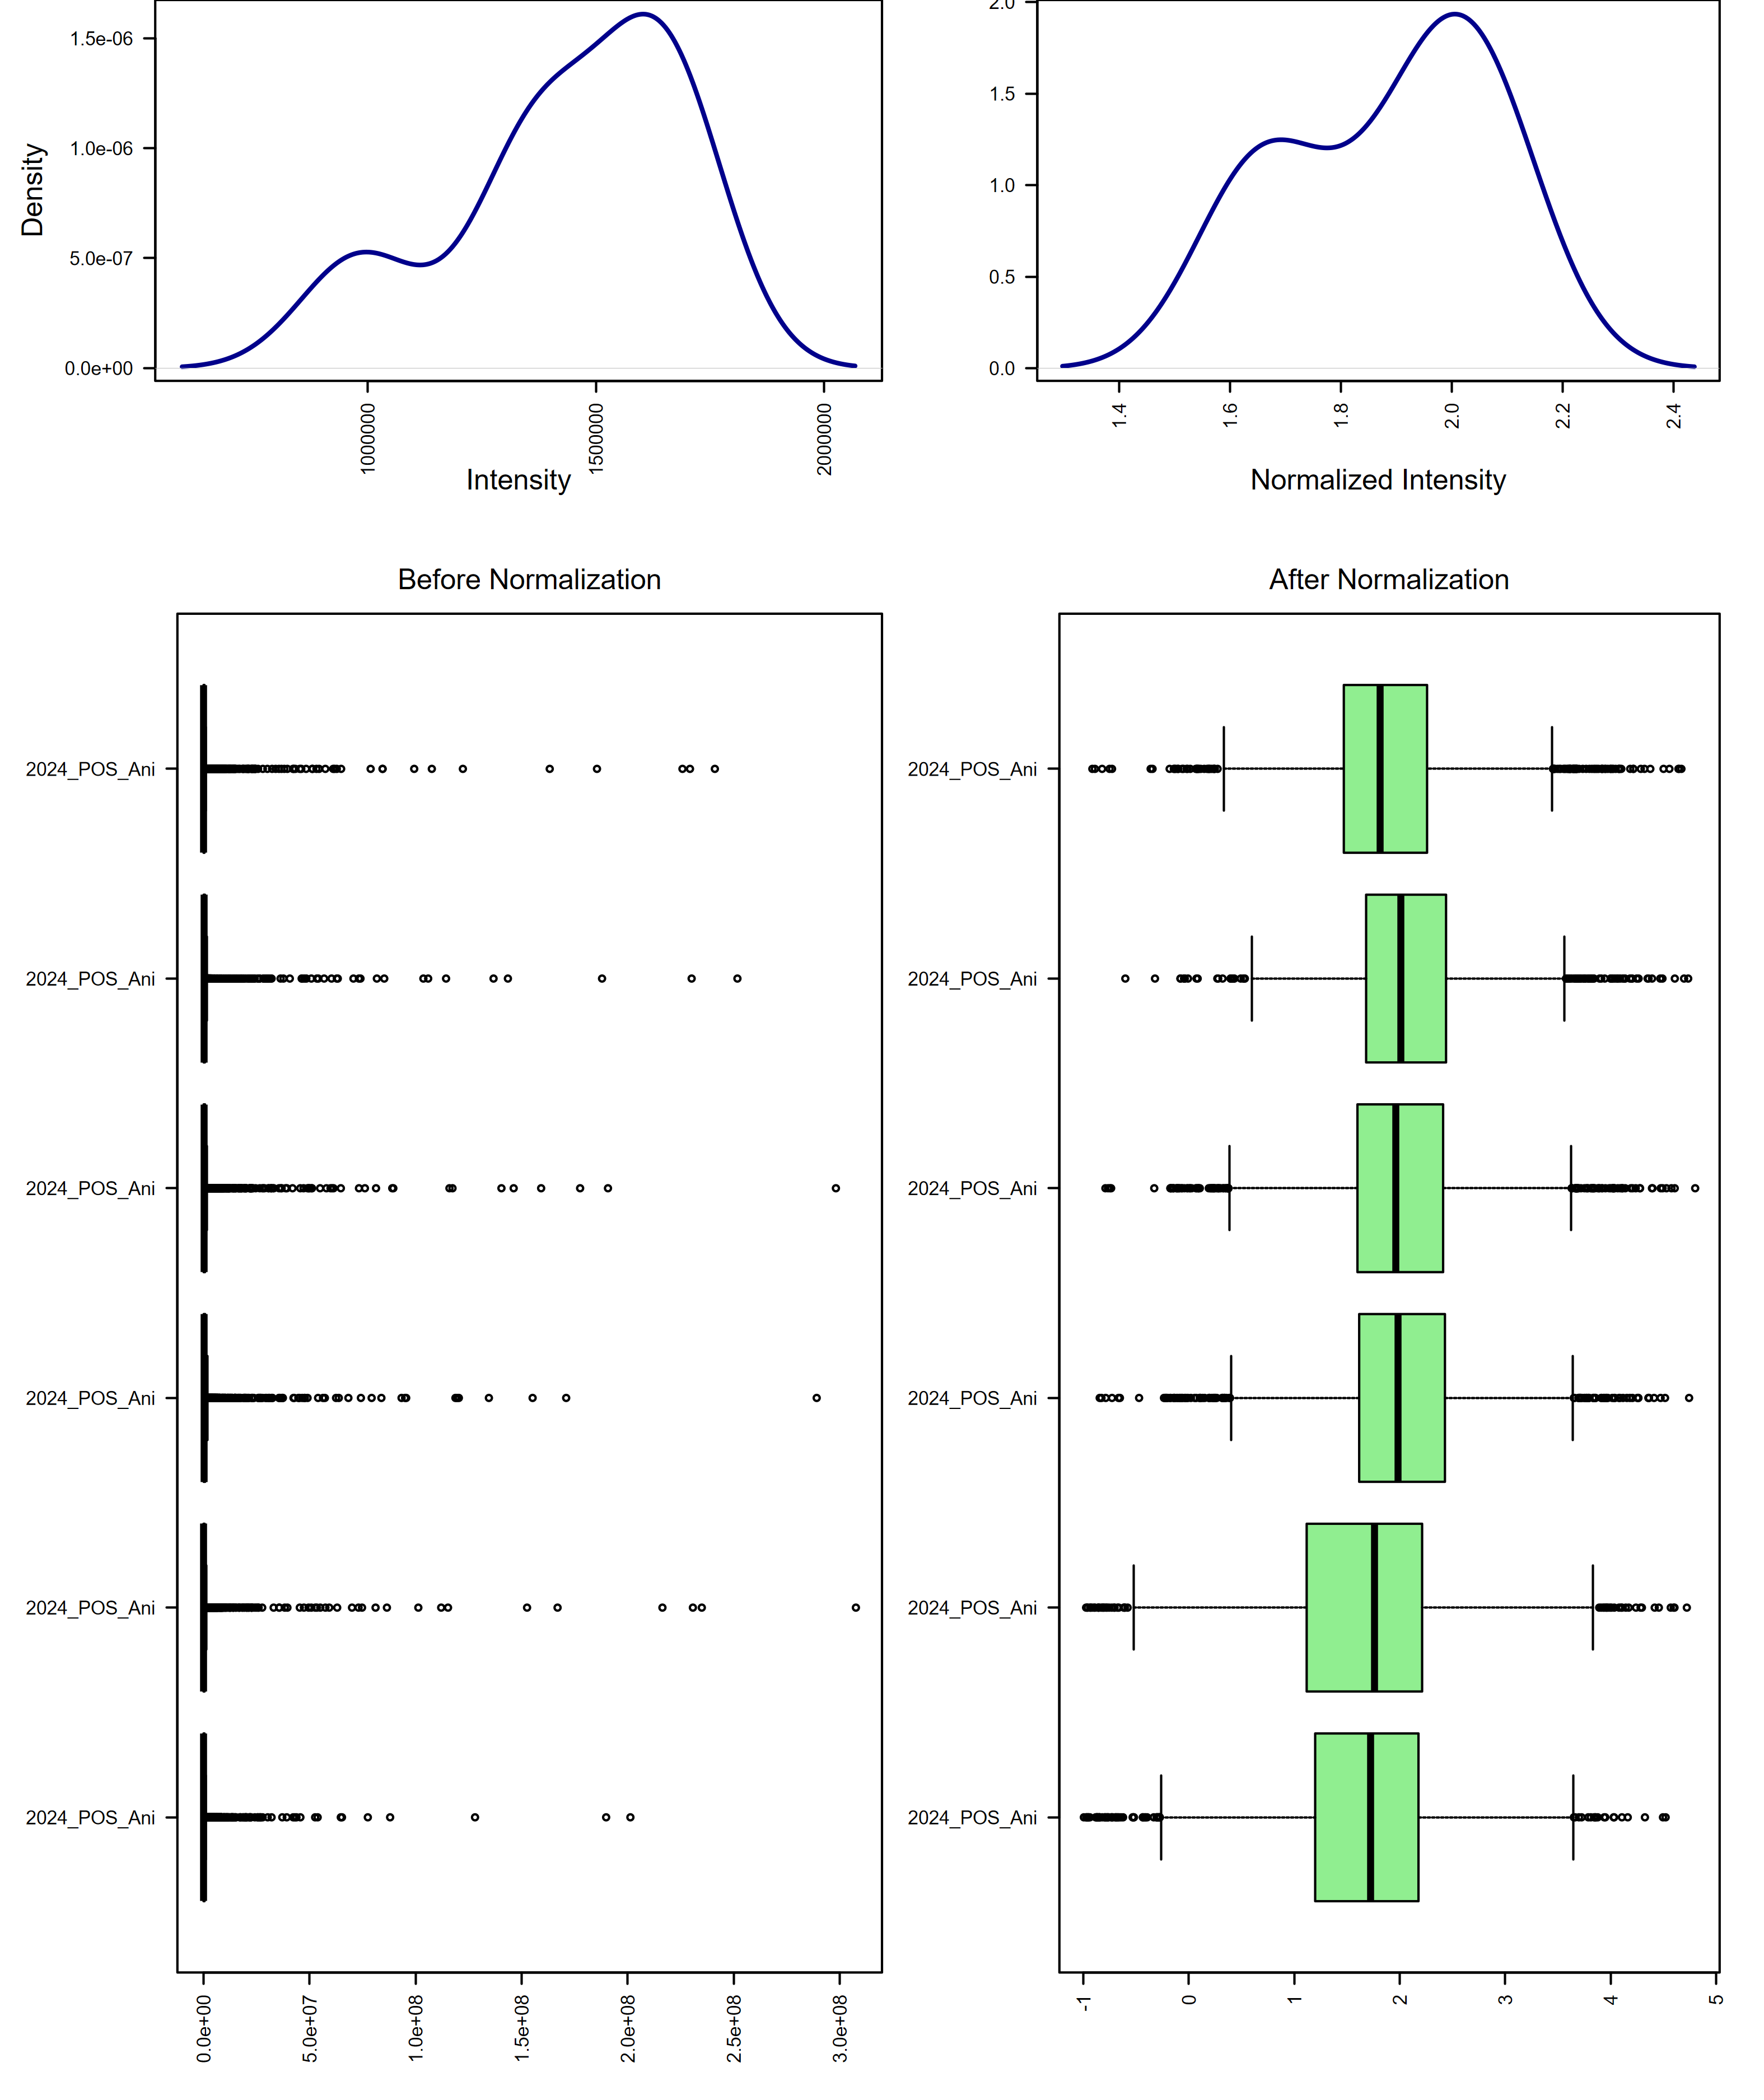 2.0
1.5e-06
1.5
1.0e-06
1.0
Density
5.0e-07
0.5
0.0e+00
0.0
1000000
1500000
2000000
1.4
1.6
1.8
2.0
2.2
2.4
Intensity
Normalized Intensity
Before Normalization
After Normalization
2024_POS_Ani
2024_POS_Ani
2024_POS_Ani
2024_POS_Ani
2024_POS_Ani
2024_POS_Ani
2024_POS_Ani
2024_POS_Ani
2024_POS_Ani
2024_POS_Ani
2024_POS_Ani
2024_POS_Ani
0.0e+00
5.0e+07
1.0e+08
1.5e+08
2.0e+08
2.5e+08
3.0e+08
-1
0
1
2
3
4
5